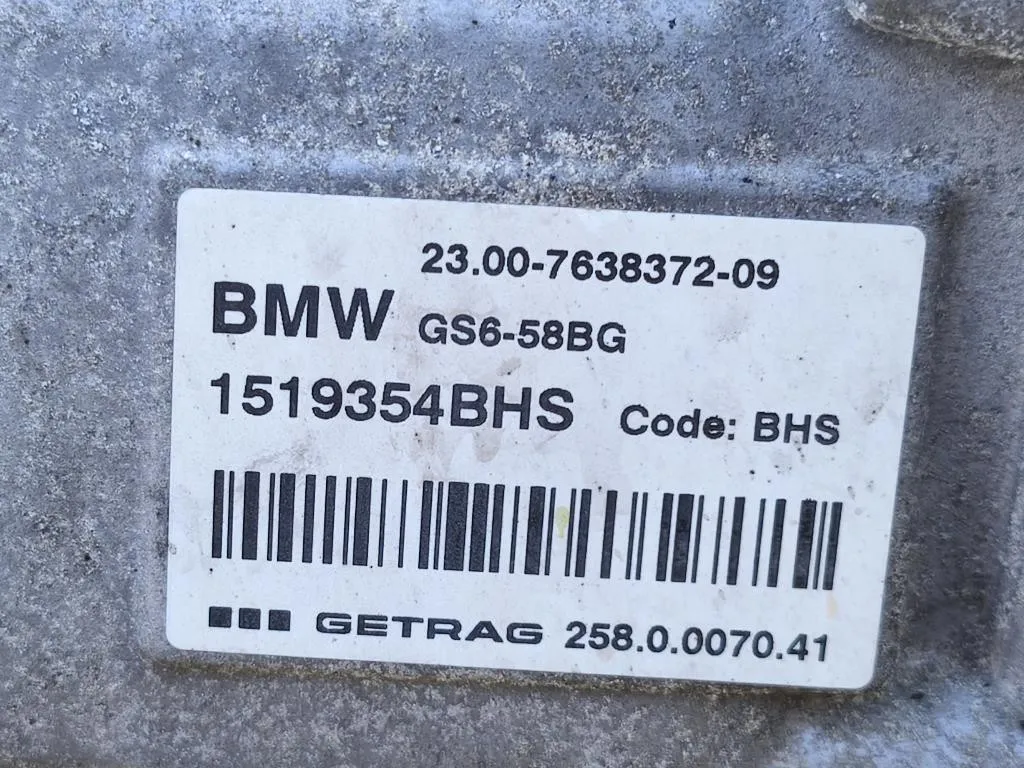 23.00-7638372-09
BMW GS6-58BG
1519354BHS Code: BHS
GETRAG 258.0.0070.41